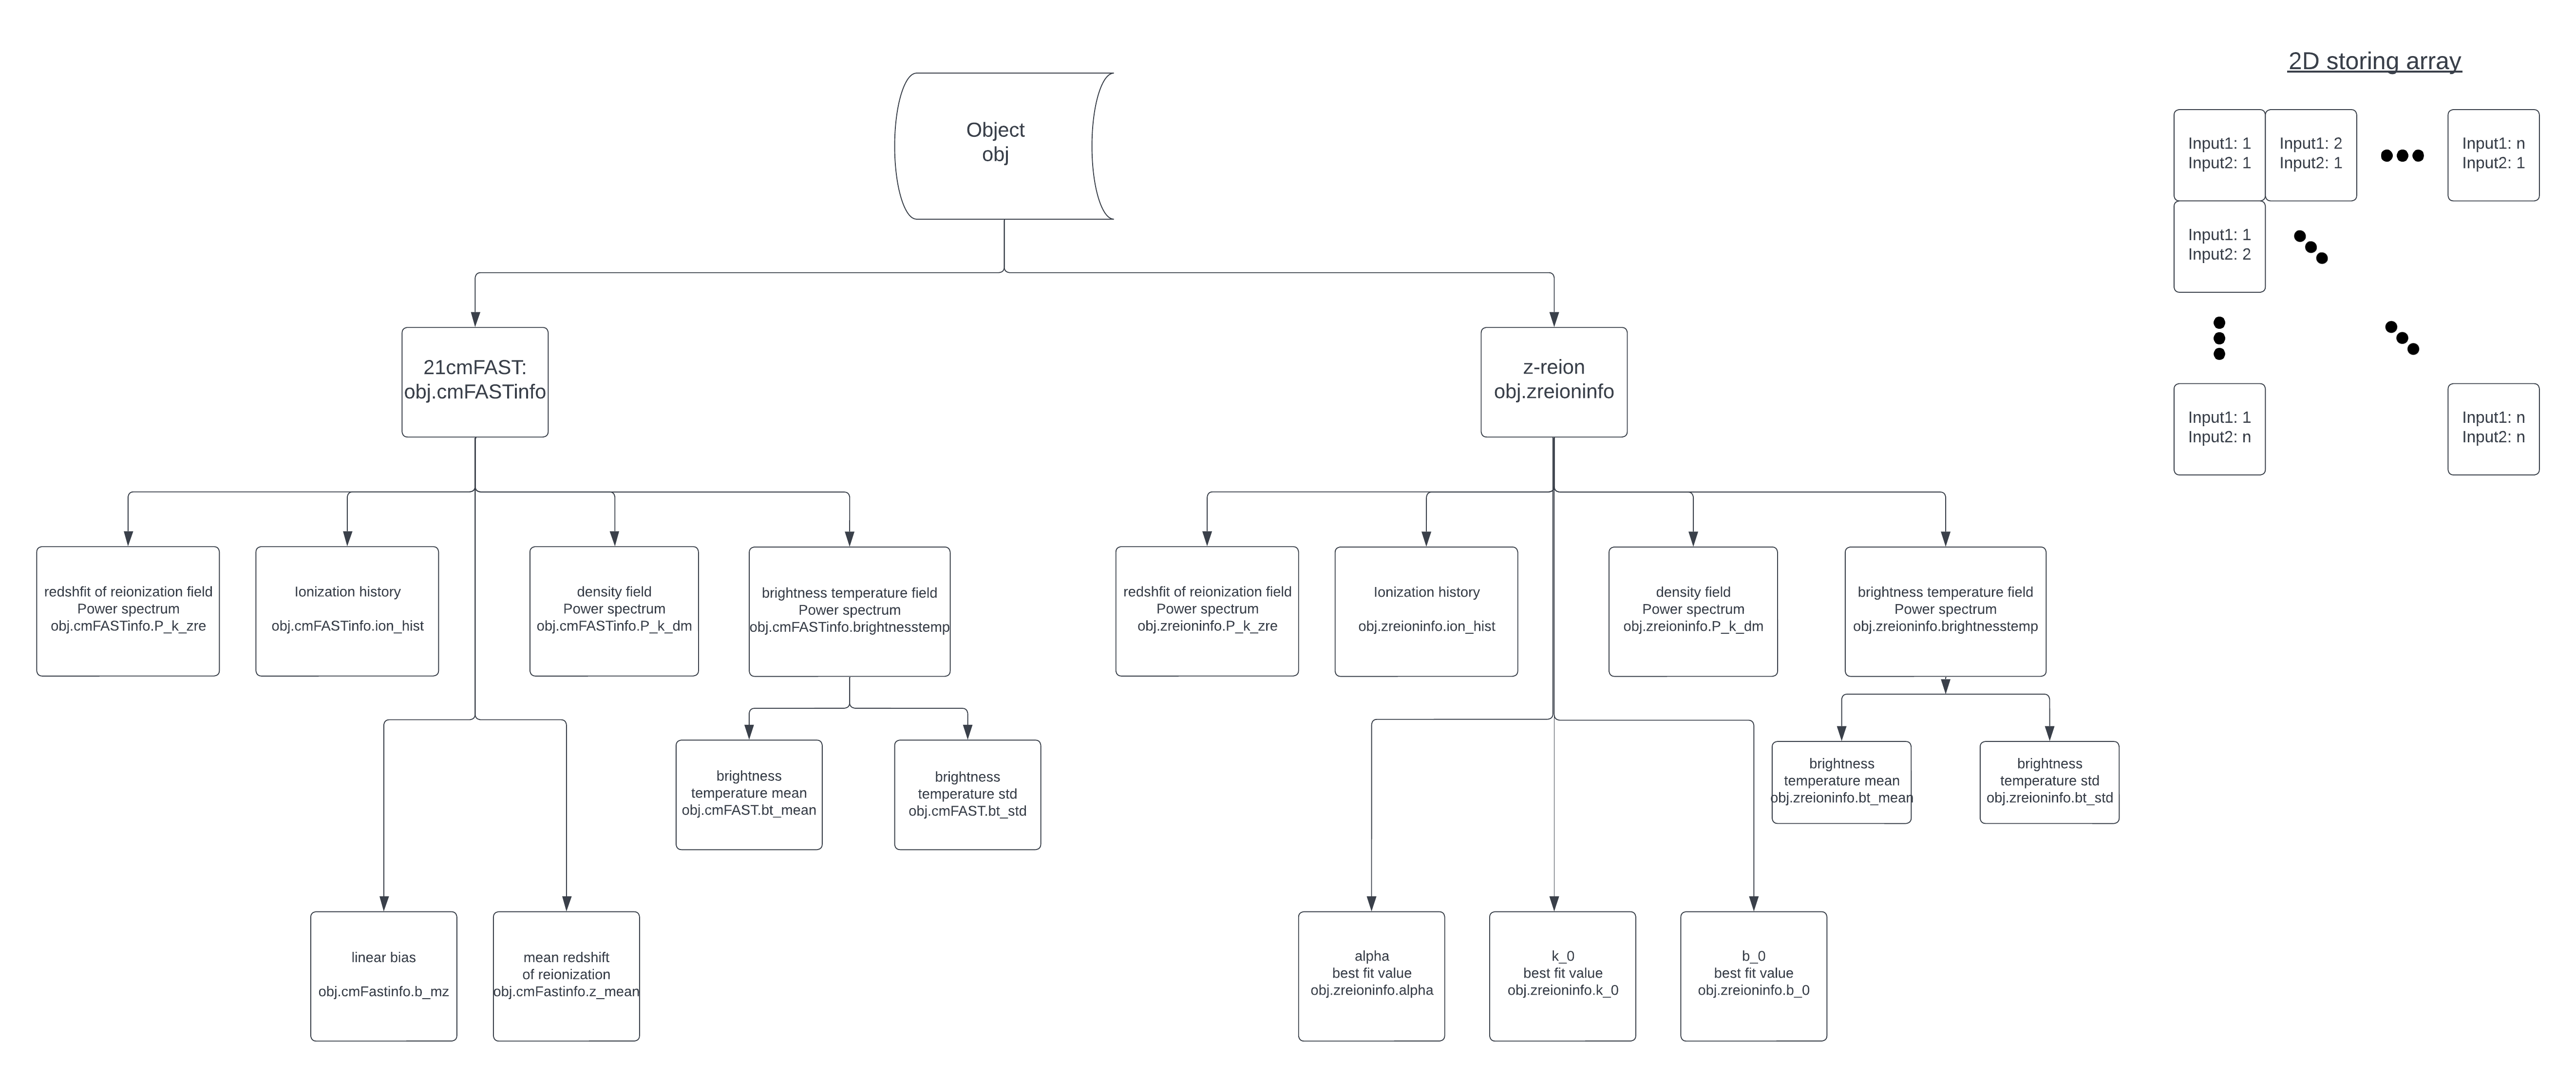 2D storing array
Object
obj
Input1: 1
Input2: 1
Input1: 2
Input2: 1
Input1: n
Input2: 1
Input1: 1
Input2: 2
Input1: 1
Input2: n
Input1: n
Input2: n
21cmFAST:
obj.cmFASTinfo
z-reion
obj.zreioninfo
redshfit of reionization field
Power spectrum
obj.cmFASTinfo.P_k_zre
Ionization history
obj.cmFASTinfo.ion_hist
density field
Power spectrum
obj.cmFASTinfo.P_k_dm
brightness temperature field
Power spectrum
obj.cmFASTinfo.brightnesstemp
redshfit of reionization field
Power spectrum
obj.zreioninfo.P_k_zre
Ionization history
obj.zreioninfo.ion_hist
density field
Power spectrum
obj.zreioninfo.P_k_dm
brightness temperature field
Power spectrum
obj.zreioninfo.brightnesstemp
brightness
temperature mean
obj.cmFAST.bt_mean
brightness
temperature std
obj.cmFAST.bt_std
brightness
temperature mean
obj.zreioninfo.bt_mean
brightness
temperature std
obj.zreioninfo.bt_std
linear bias
obj.cmFastinfo.b_mz
mean redshift
of reionization
obj.cmFastinfo.z_mean
alpha
best fit value
obj.zreioninfo.alpha
k_0
best fit value
obj.zreioninfo.k_0
b_0
best fit value
obj.zreioninfo.b_0